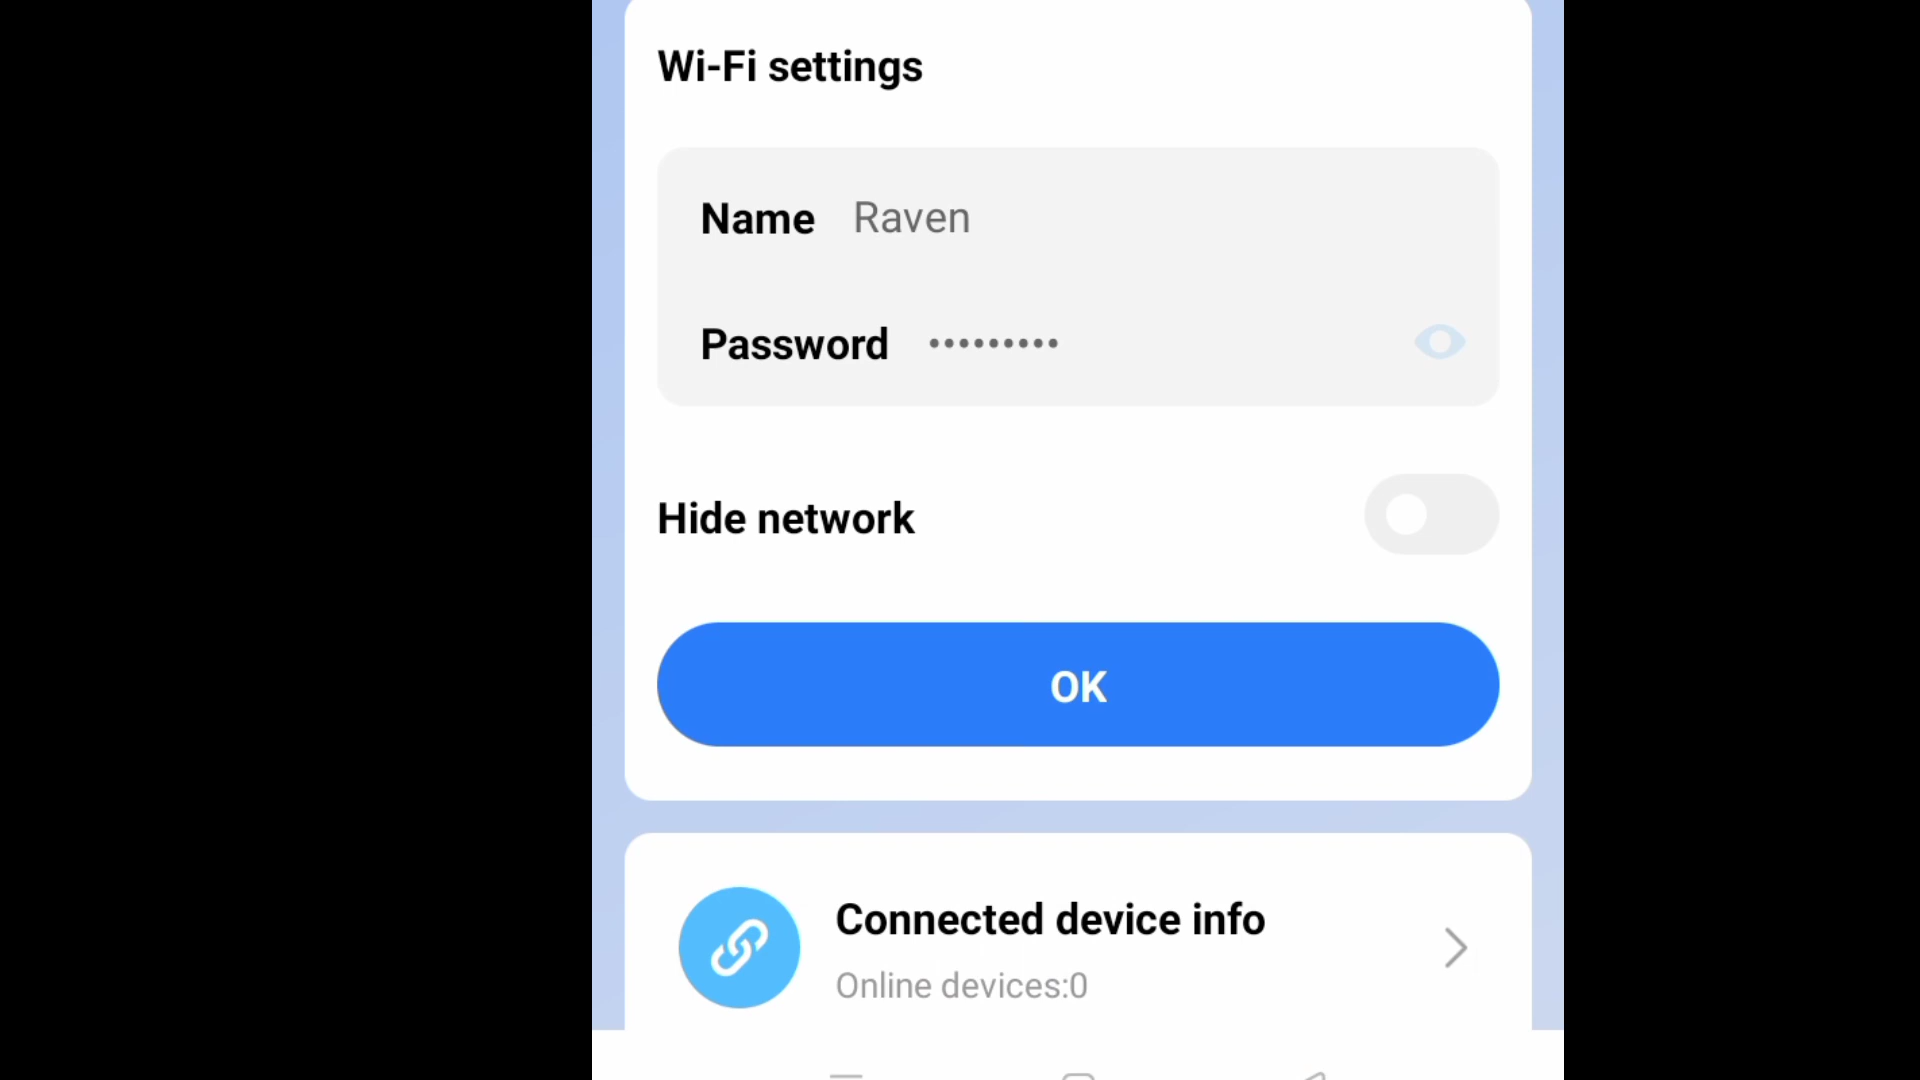 Wi-Fi settings
Name Raven
Password •••••••••
Hide network
OK
Connected device info
Online devices:0